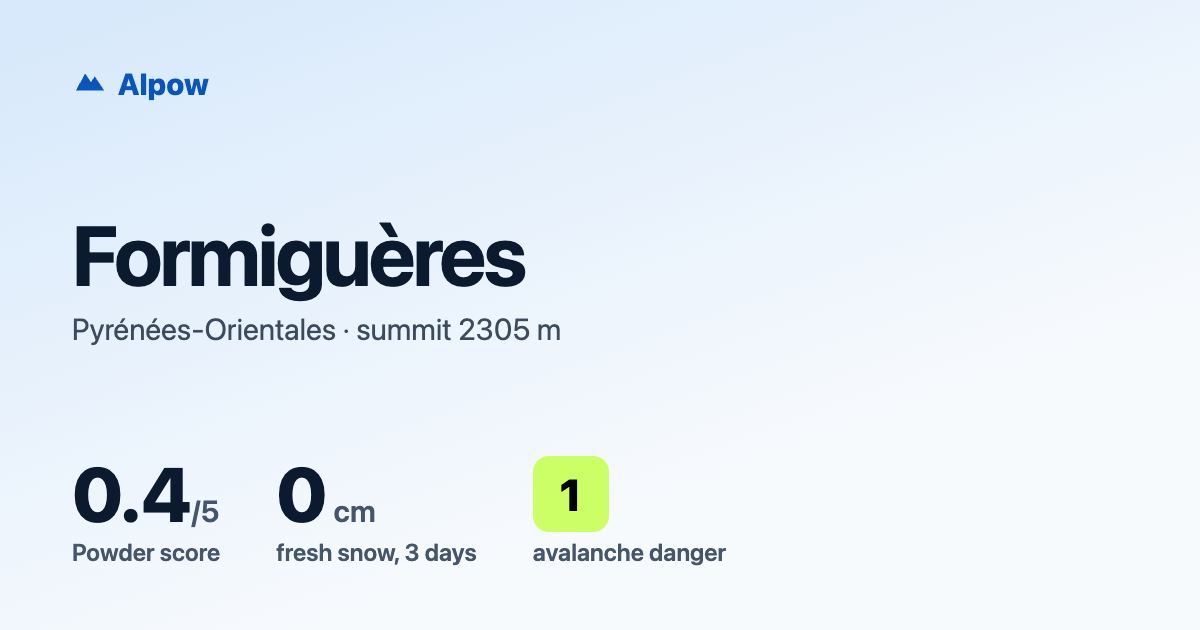 Alpow
Formiguères
Pyrénées-Orientales · summit 2305 m
0.4/5
Powder score
0 cm
fresh snow, 3 days
1
avalanche danger